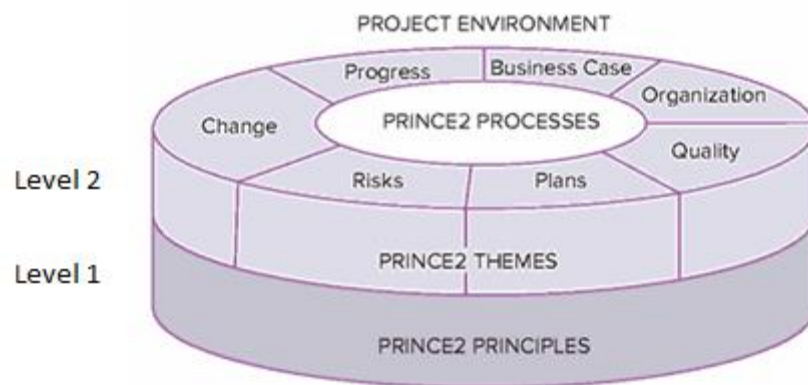 PROJECT ENVIRONMENT
Progress
Business Case
Organization
Change
PRINCE2 PROCESSES
Quality
Level 2
Risks
Plans
PRINCE2 THEMES
Level 1
PRINCE2 PRINCIPLES